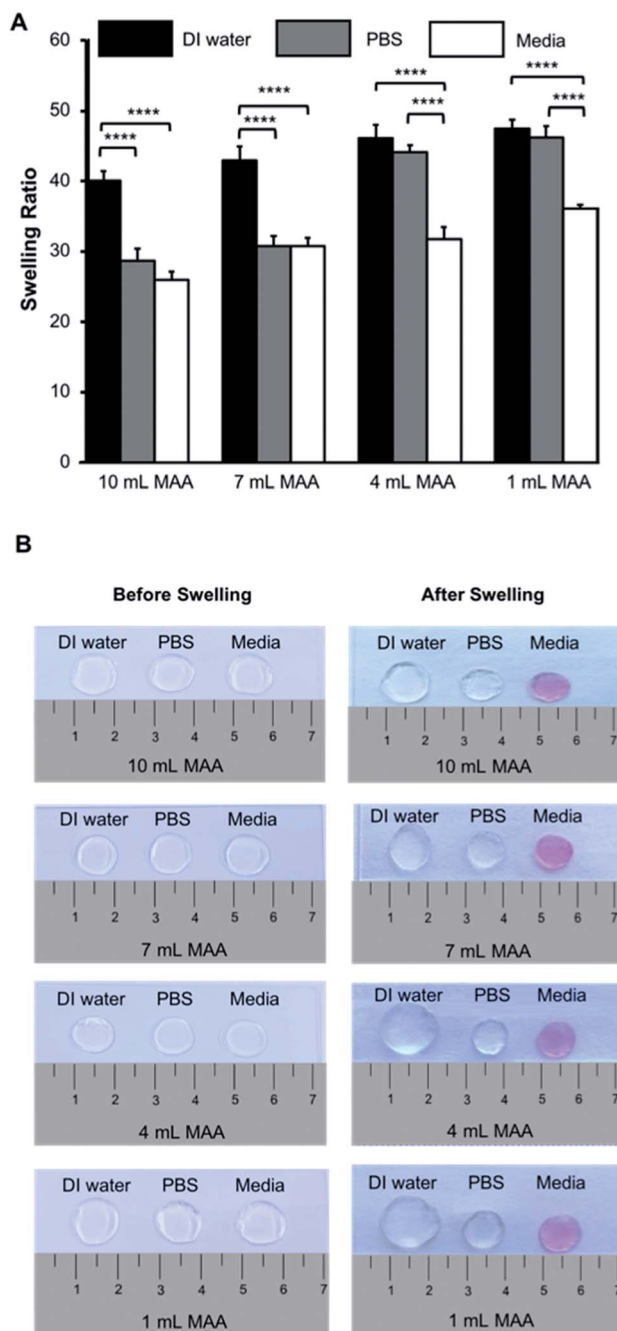 A
DI water PBS Media
60
50
40
30
20
10
0
Swelling Ratio
**** ****
**** ****
**** ****
**** ****
10 mL MAA 7 mL MAA 4 mL MAA 1 mL MAA
B
Before Swelling After Swelling
DI water PBS Media
1 2 3 4 5 6 7
10 mL MAA
DI water PBS Media
1 2 3 4 5 6 7
10 mL MAA
DI water PBS Media
1 2 3 4 5 6 7
7 mL MAA
DI water PBS Media
1 2 3 4 5 6 7
7 mL MAA
DI water PBS Media
1 2 3 4 5 6 7
4 mL MAA
DI water PBS Media
1 2 3 4 5 6 7
4 mL MAA
DI water PBS Media
1 2 3 4 5 6 7
1 mL MAA
DI water PBS Media
1 2 3 4 5 6 7
1 mL MAA